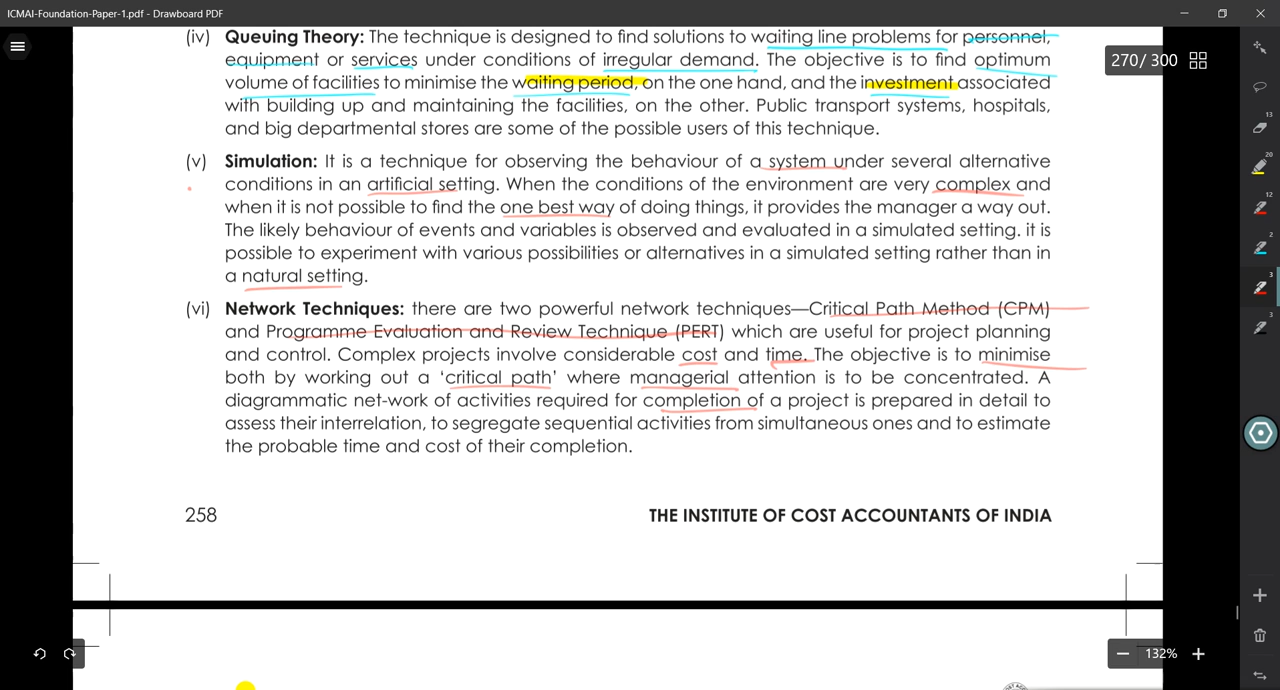 ICMAI-Foundation-Paper-1.pdf - Drawboard PDF
(iv) Queuing Theory: The technique is designed to find solutions to waiting line problems for personnel,
equipment or services under conditions of irregular demand. The objective is to find optimum
270/ 300
volume of facilities to minimise the waiting period, on the one hand, and the investment associated
with building up and maintaining the facilities, on the other. Public transport systems, hospitals,
and big departmental stores are some of the possible users of this technique.
(v) Simulation: It is a technique for observing the behaviour of a system under several alternative
conditions in an artificial setting. When the conditions of the environment are very complex and
when it is not possible to find the one best way of doing things, it provides the manager a way out.
The likely behaviour of events and variables is observed and evaluated in a simulated setting. it is
possible to experiment with various possibilities or alternatives in a simulated setting rather than in
a natural setting.
(vi) Network Techniques: there are two powerful network techniques—Critical Path Method (CPM)
and Programme Evaluation and Review Technique (PERT) which are useful for project planning
and control. Complex projects involve considerable cost and time. The objective is to minimise
both by working out a ‘critical path’ where managerial attention is to be concentrated. A
diagrammatic net-work of activities required for completion of a project is prepared in detail to
assess their interrelation, to segregate sequential activities from simultaneous ones and to estimate
the probable time and cost of their completion.
258 THE INSTITUTE OF COST ACCOUNTANTS OF INDIA
13
20
12
2
3
3
132%